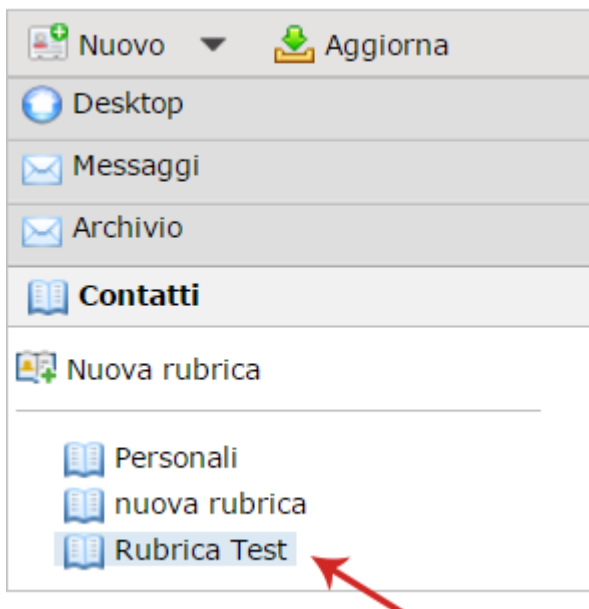 Nuovo Aggiorna
Desktop
Messaggi
Archivio
Contatti
Nuova rubrica
Personali
nuova rubrica
Rubrica Test